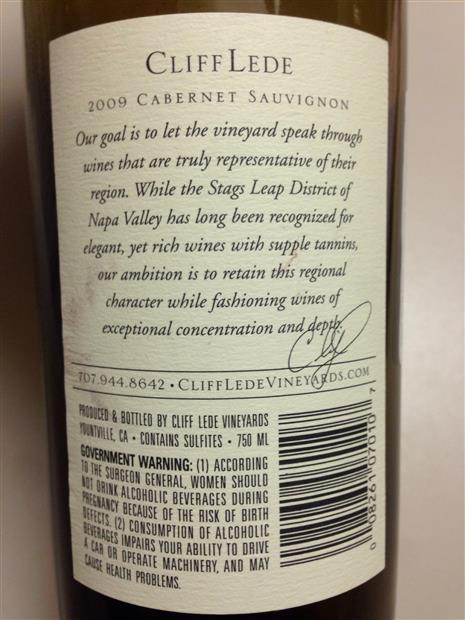 CLIFF LEDE
2009 CABERNET SAUVIGNON
Our goal is to let the vineyard speak through
wines that are truly representative of their
region. While the Stags Leap District of
Napa Valley has long been recognized for
elegant, yet rich wines with supple tannins,
our ambition is to retain this regional
character while fashioning wines of
exceptional concentration and depth.
707.944.8642 • CLIFFLEDEVINEYARDS.COM
PRODUCED & BOTTLED BY CLIFF LEDE VINEYARDS
YOUNTVILLE, CA • CONTAINS SULFITES • 750 ML
GOVERNMENT WARNING: (1) ACCORDING
TO THE SURGEON GENERAL, WOMEN SHOULD
NOT DRINK ALCOHOLIC BEVERAGES DURING
PREGNANCY BECAUSE OF THE RISK OF BIRTH
DEFECTS. (2) CONSUMPTION OF ALCOHOLIC
BEVERAGES IMPAIRS YOUR ABILITY TO DRIVE
A CAR OR OPERATE MACHINERY, AND MAY
CAUSE HEALTH PROBLEMS.
0 08261 07010 7